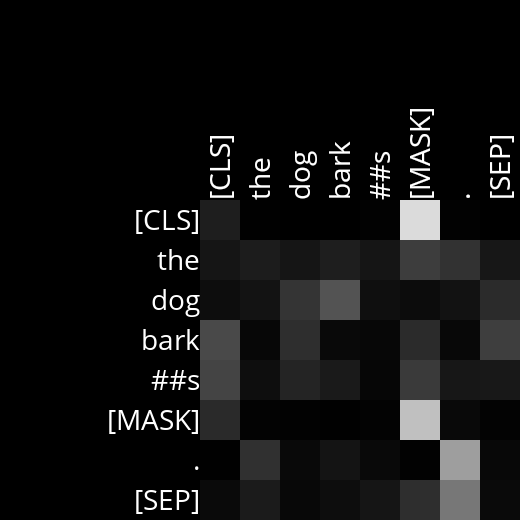 [CLS] the dog bark ##s [MASK] . [SEP]
[CLS]
the
dog
bark
##s
[MASK]
.
[SEP]